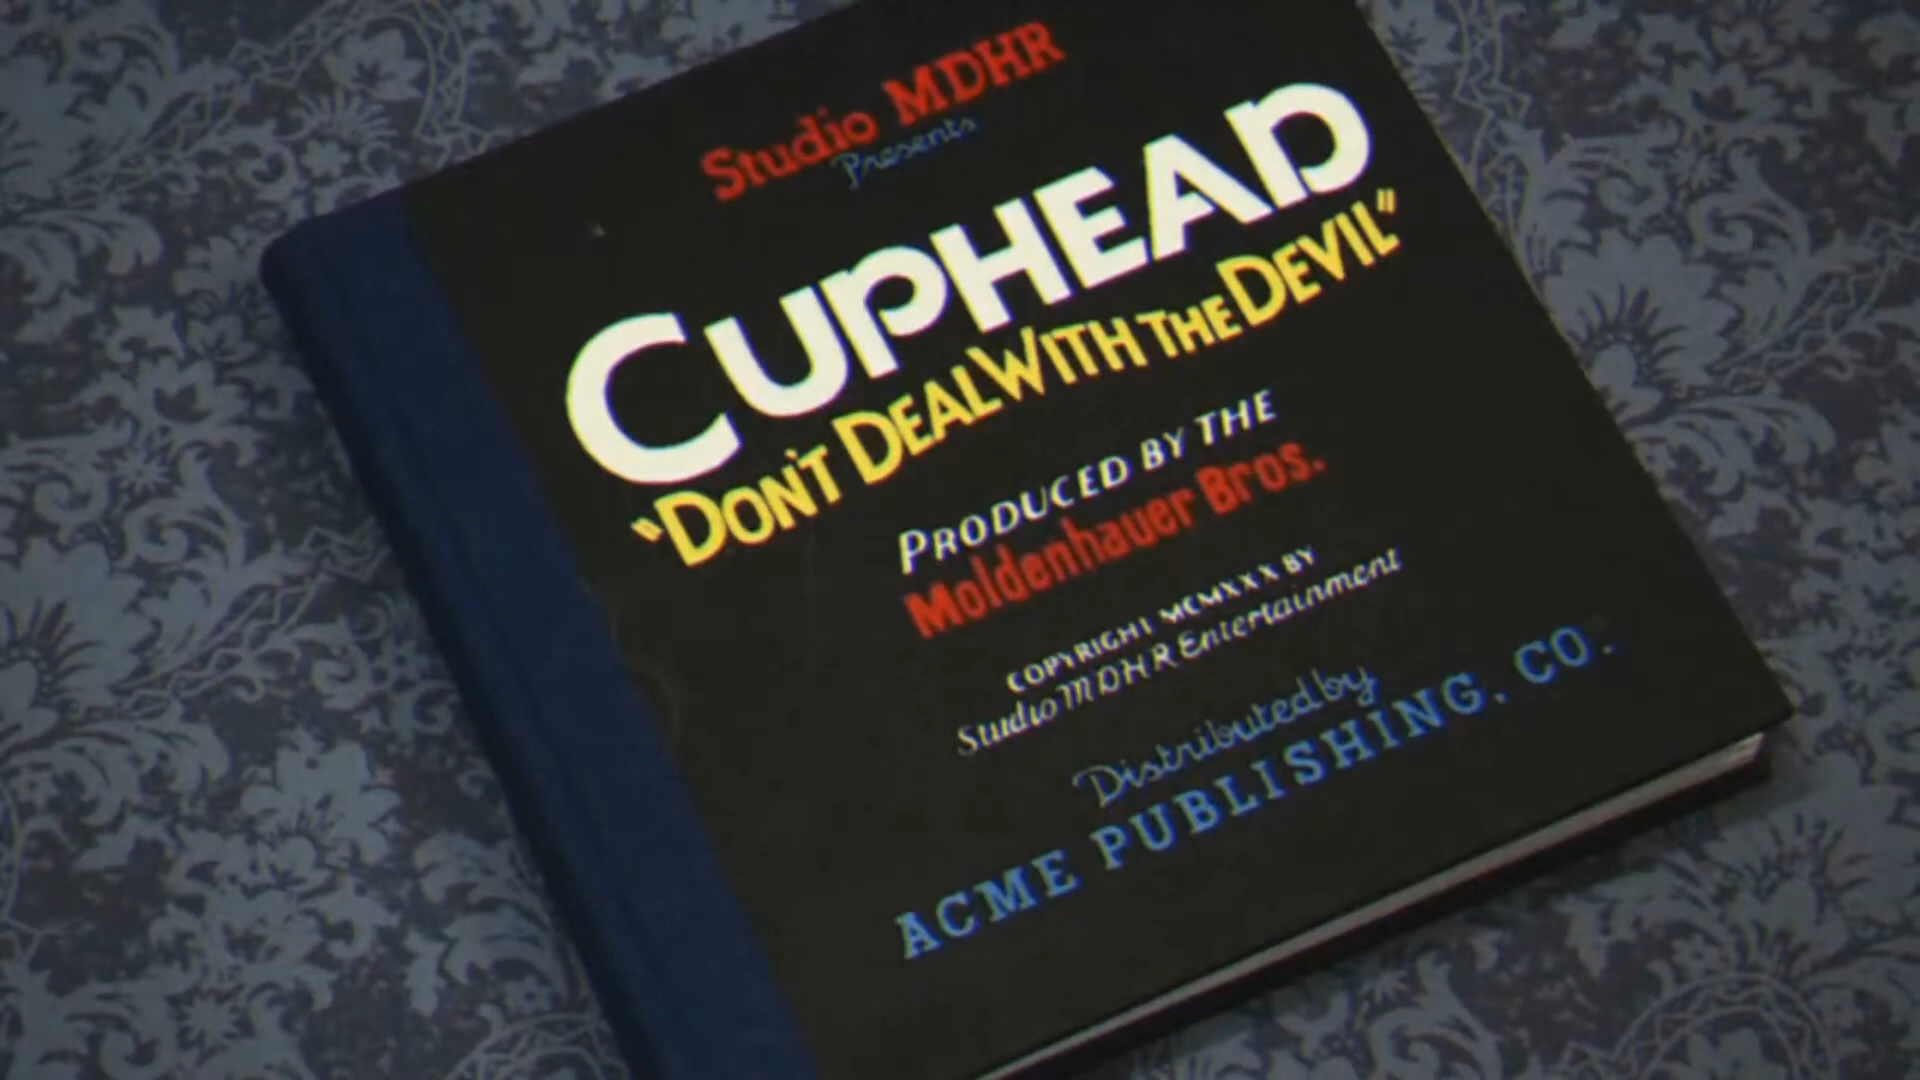 Studio MDHR
Presents
CUPHEAD
"DON'T DEAL WITH THE DEVIL"
PRODUCED BY THE
Moldenhauer Bros.
COPYRIGHT MCMXXX BY
Studio MDHR Entertainment
Distributed by
ACME PUBLISHING. CO.